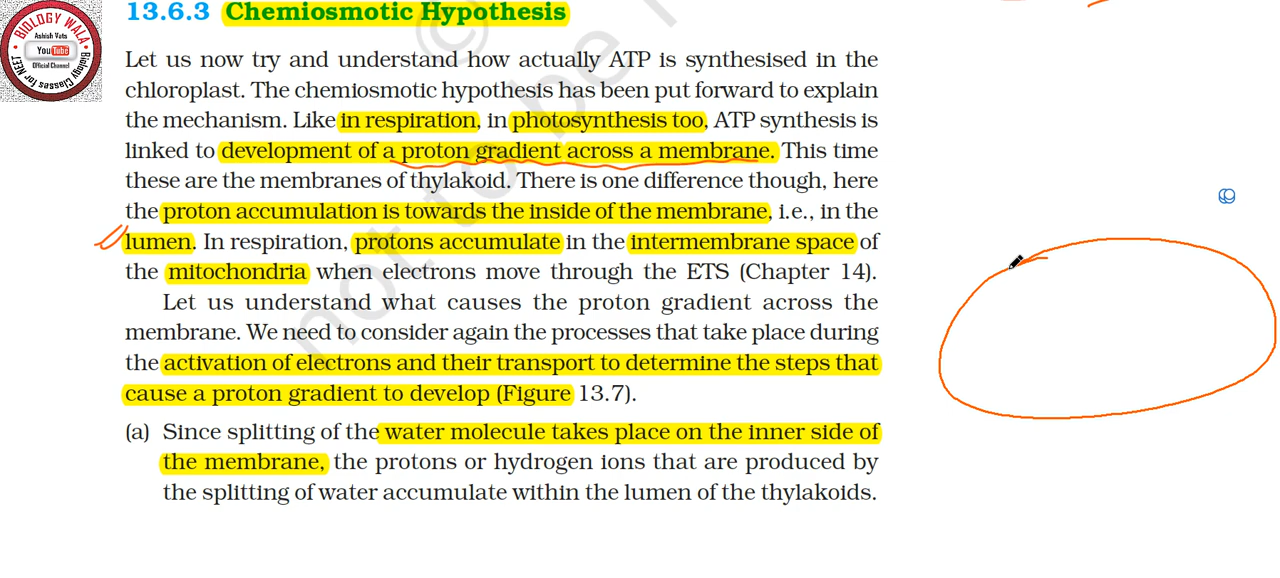 13.6.3 Chemiosmotic Hypothesis
BIOLOGY WALA
Ashish Vats
YouTube
Official Channel
Biology Classes for NEET
Let us now try and understand how actually ATP is synthesised in the
chloroplast. The chemiosmotic hypothesis has been put forward to explain
the mechanism. Like in respiration, in photosynthesis too, ATP synthesis is
linked to development of a proton gradient across a membrane. This time
these are the membranes of thylakoid. There is one difference though, here
the proton accumulation is towards the inside of the membrane, i.e., in the
lumen. In respiration, protons accumulate in the intermembrane space of
the mitochondria when electrons move through the ETS (Chapter 14).
Let us understand what causes the proton gradient across the
membrane. We need to consider again the processes that take place during
the activation of electrons and their transport to determine the steps that
cause a proton gradient to develop (Figure 13.7).
(a) Since splitting of the water molecule takes place on the inner side of
the membrane, the protons or hydrogen ions that are produced by
the splitting of water accumulate within the lumen of the thylakoids.
© not to be